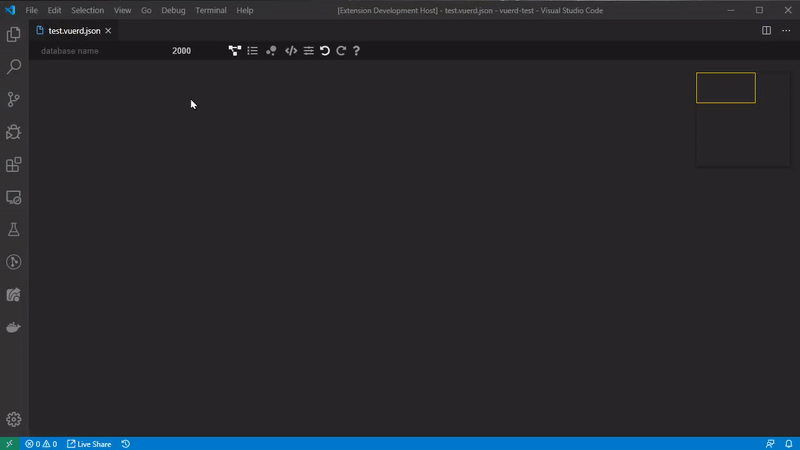 File Edit Selection View Go Debug Terminal Help [Extension Development Host] - test.vuerd.json - vuerd-test - Visual Studio Code
test.vuerd.json
database name 2000
0 0 Live Share